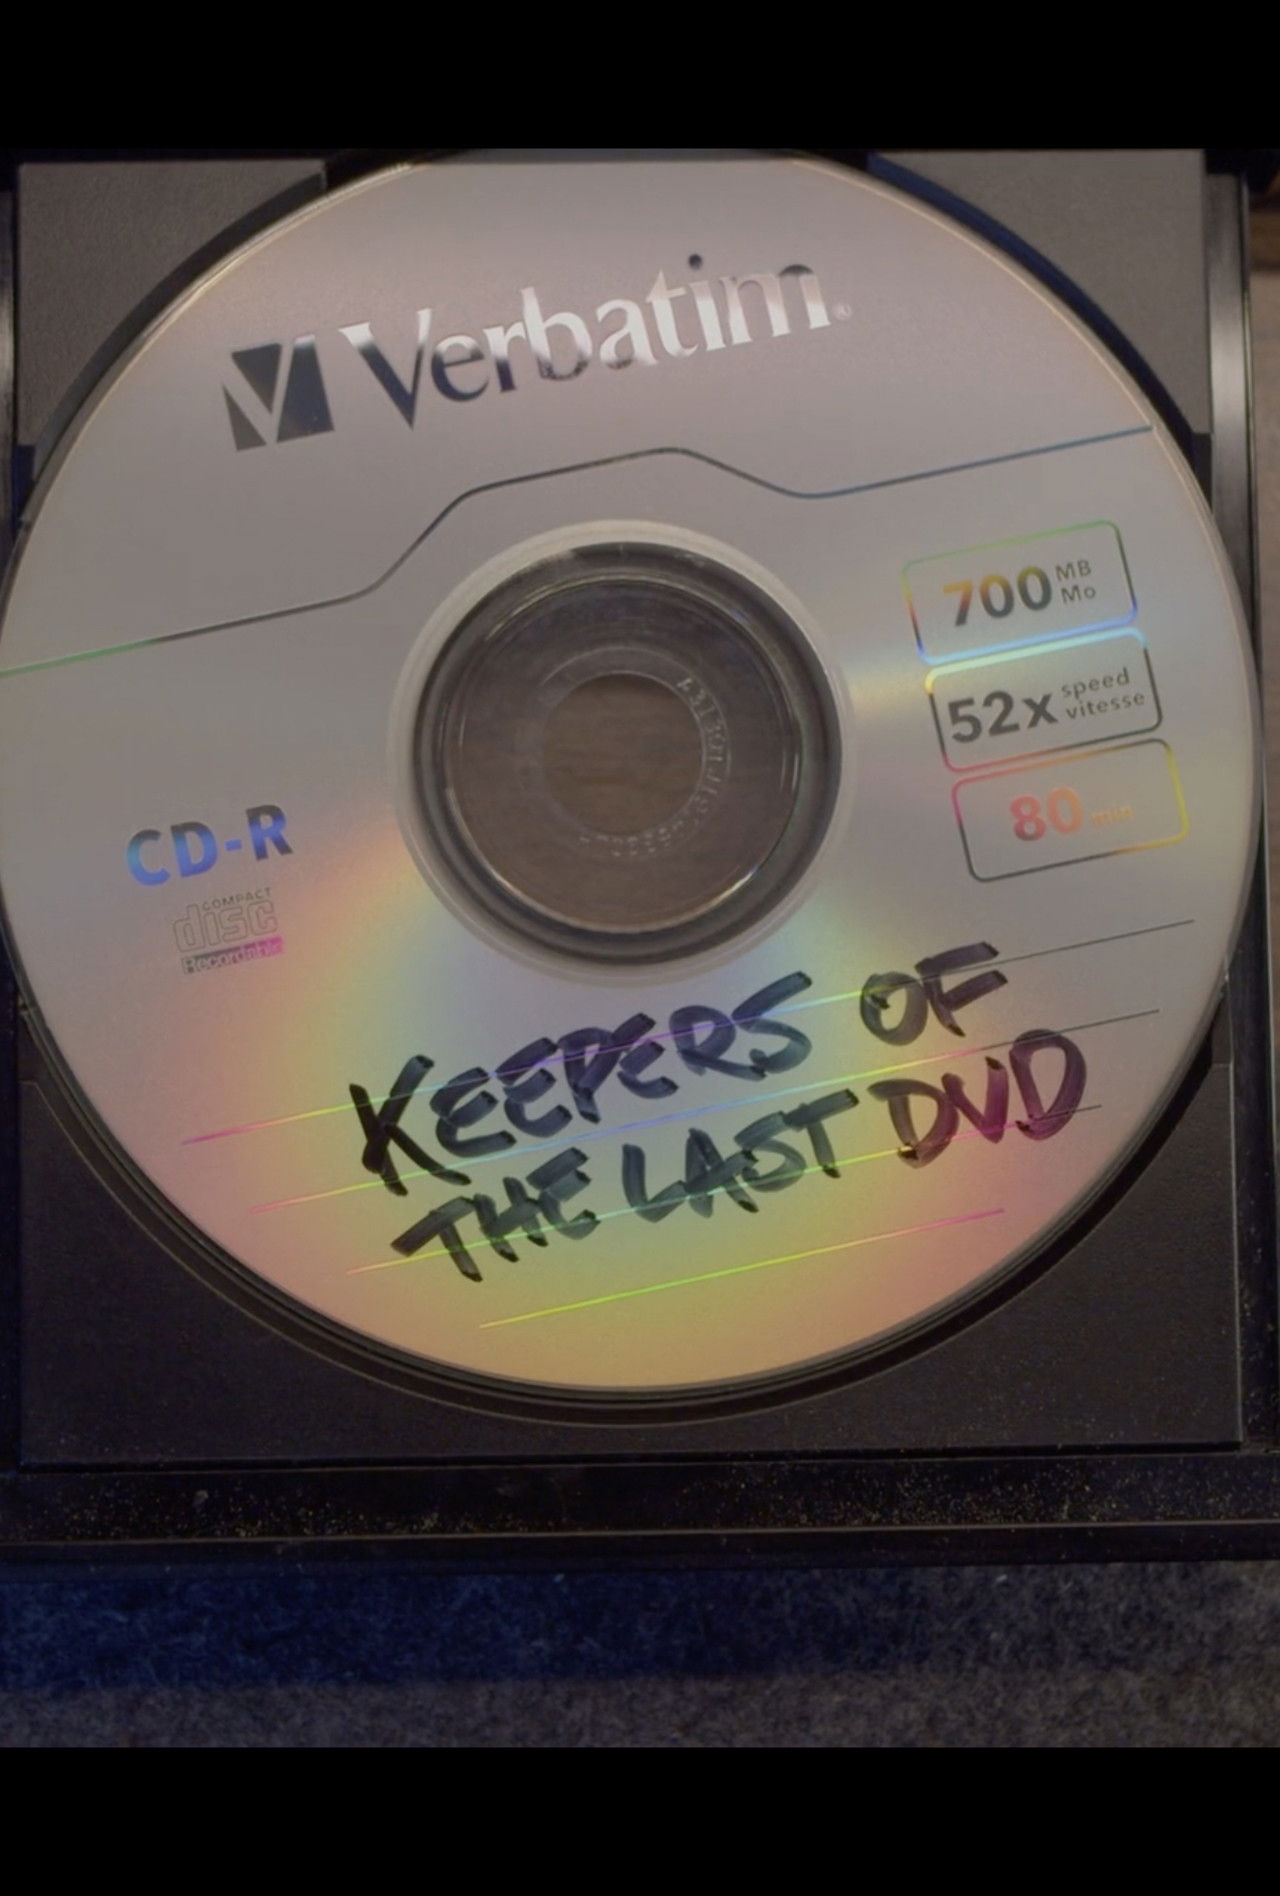 Verbatim®
700 MB
Mo
52x speed
vitesse
80 min
CD-R
COMPACT
disc
Recordable
KEEPERS OF
THE LAST DVD